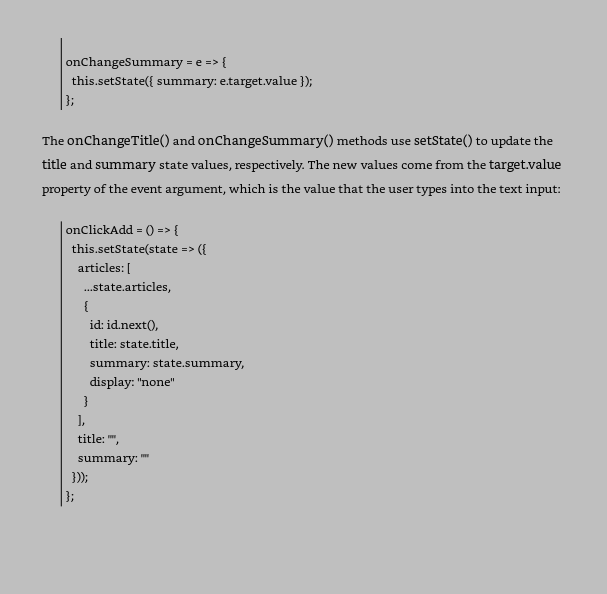 onChangeSummary = e => {
this.setState({ summary: e.target.value });
};
The onChangeTitle() and onChangeSummary() methods use setState() to update the
title and summary state values, respectively. The new values come from the target.value
property of the event argument, which is the value that the user types into the text input:
onClickAdd = () => {
this.setState(state => ({
articles: [
...state.articles,
{
id: id.next(),
title: state.title,
summary: state.summary,
display: "none"
}
],
title: "",
summary: ""
}));
};